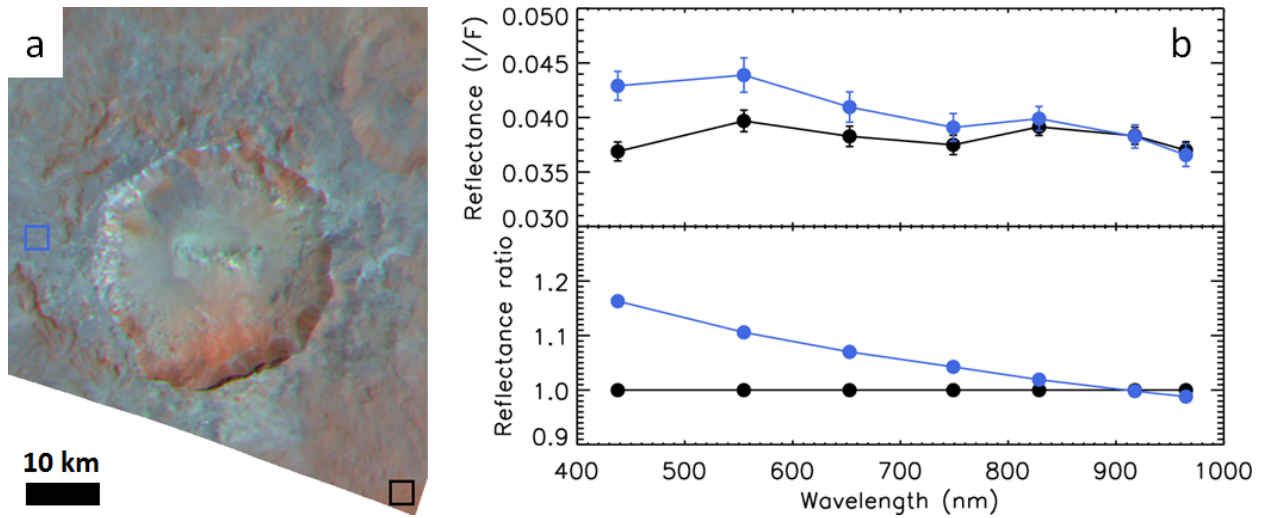 a
10 km
b
Reflectance (I/F)
0.050
0.045
0.040
0.035
0.030
Reflectance ratio
1.2
1.1
1.0
0.9
400 500 600 700 800 900 1000
Wavelength (nm)